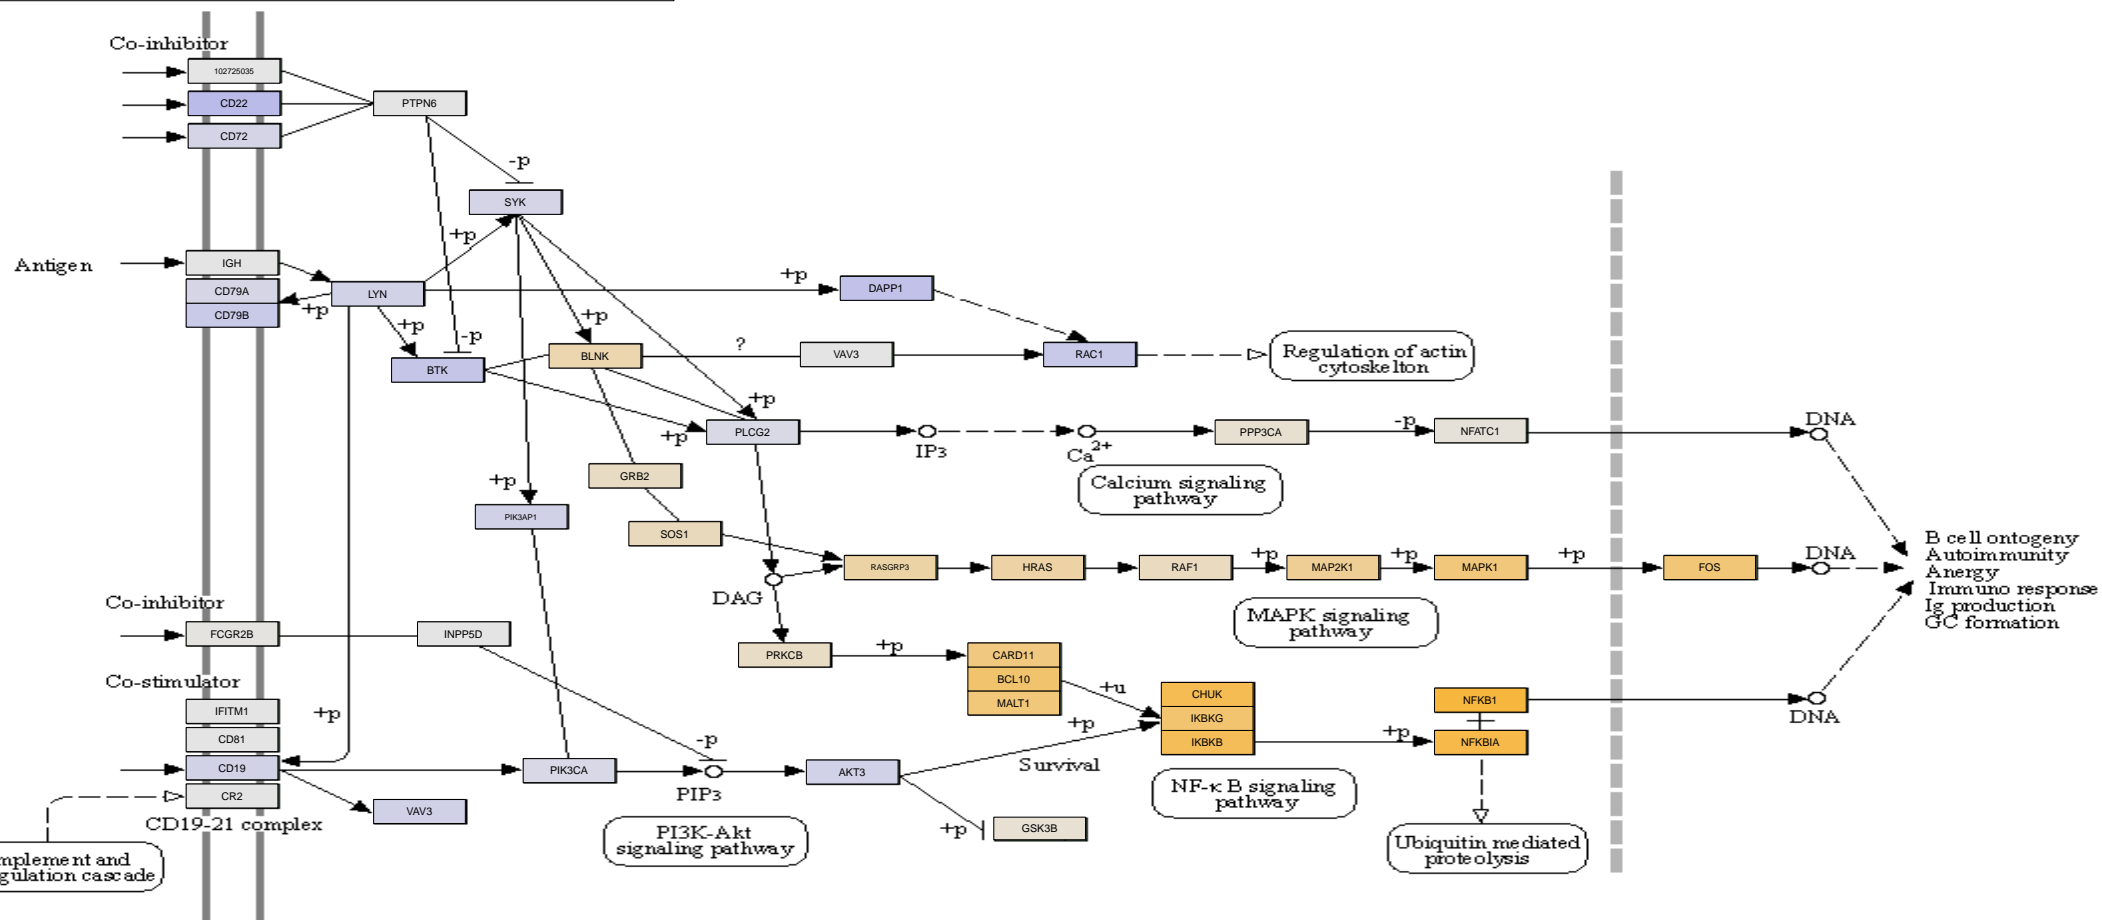 Co-inhibitor
102725035
CD22
PTPN6
CD72
-p
SYK
+p
Antigen
IGH
CD79A
LYN
+p
DAPP1
+p
CD79B
+p
-p
+p
BLNK
?
VAV3
RAC1
Regulation of actin
cytoskelton
BTK
+p
+p
PLCG2
IP3
Ca2+
PPP3CA
-p
NFATC1
DNA
GRB2
+p
Calcium signaling
pathway
PIK3AP1
SOS1
RASGRP3
HRAS
RAF1
+p
MAP2K1
+p
MAPK1
+p
FOS
DNA
B cell ontogeny
Autoimmunity
Anergy
Immuno response
Ig production
GC formation
DAG
Co-inhibitor
MAPK signaling
pathway
FCGR2B
INPP5D
PRKCB
+p
CARD11
BCL10
MALT1
+u
Co-stimulator
CHUK
IKBKG
IKBKB
NFKB1
DNA
IFITM1
+p
+p
CD81
-p
+p
NFKBIA
CD19
PIK3CA
PIP3
AKT3
Survival
CR2
VAV3
NF-κ B signaling
pathway
CD19-21 complex
PI3K-Akt
signaling pathway
+p
GSK3B
Ubiquitin mediated
proteolysis
mplement and
gulation cascade